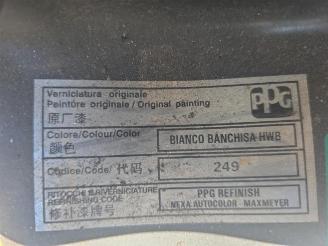 Verniciatura originale
Peintúre originale / Original painting
原厂漆
PPG
Colore/Colour/Color
颜色
BIANCO BANCHISA HWB
Codice/Code/代码
249
RITOCCHI E RIVERNICIATURE
REFINISHING CODE
修补漆牌号
PPG REFINISH
NEXA AUTOCOLOR - MAXMEYER